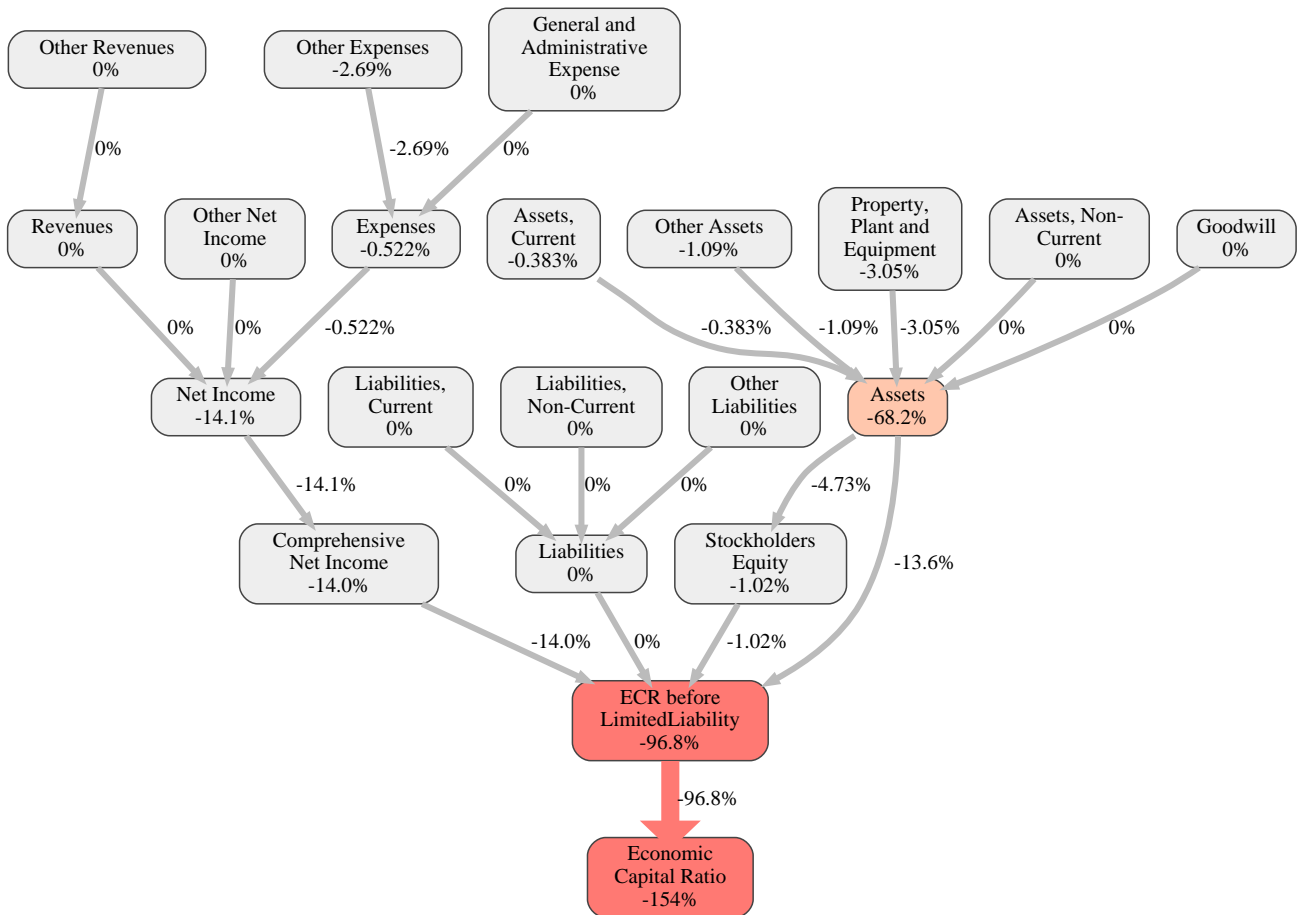 Other Revenues
0%
Other Expenses
-2.69%
General and
Administrative
Expense
0%
0%
-2.69%
0%
Revenues
0%
Other Net
Income
0%
Expenses
-0.522%
Assets,
Current
-0.383%
Other Assets
-1.09%
Property,
Plant and
Equipment
-3.05%
Assets, Non-
Current
0%
Goodwill
0%
0%
0%
-0.522%
-0.383%
-1.09%
-3.05%
0%
0%
Net Income
-14.1%
Liabilities,
Current
0%
Liabilities,
Non-Current
0%
Other
Liabilities
0%
Assets
-68.2%
-14.1%
0%
0%
0%
-4.73%
-13.6%
Comprehensive
Net Income
-14.0%
Liabilities
0%
Stockholders
Equity
-1.02%
-14.0%
0%
-1.02%
ECR before
LimitedLiability
-96.8%
-96.8%
Economic
Capital Ratio
-154%